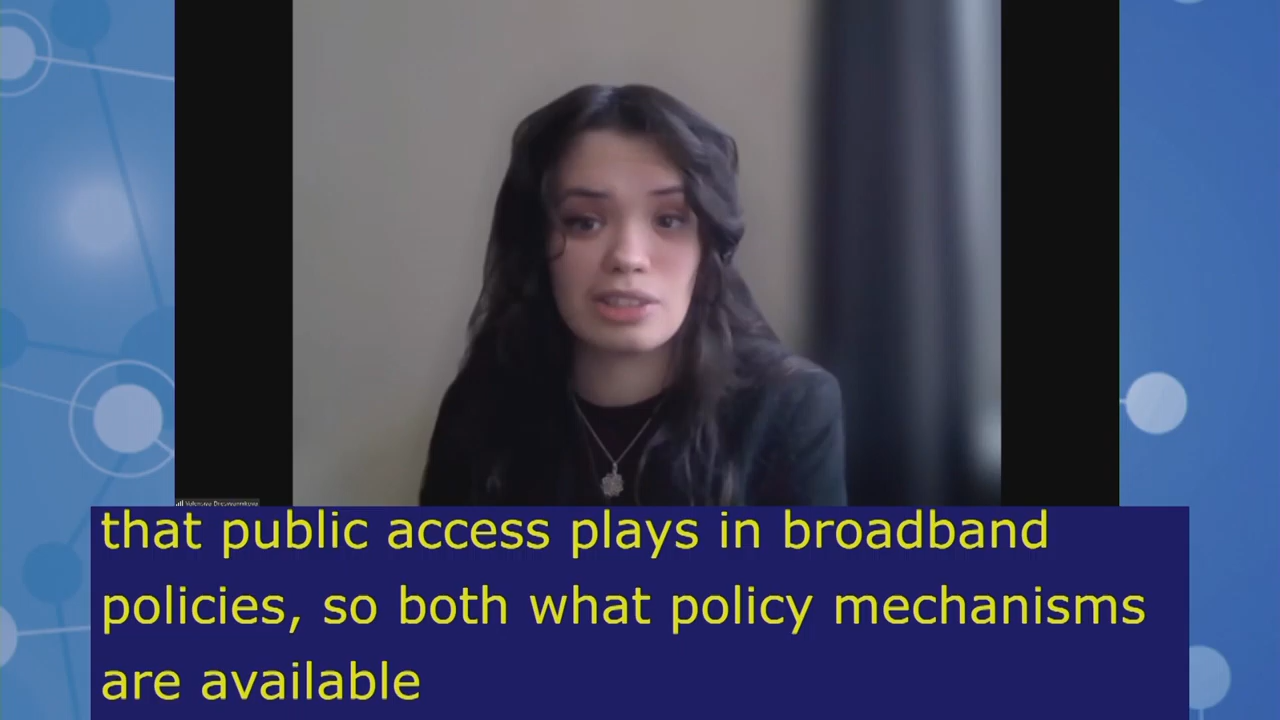 that public access plays in broadband
policies, so both what policy mechanisms
are available